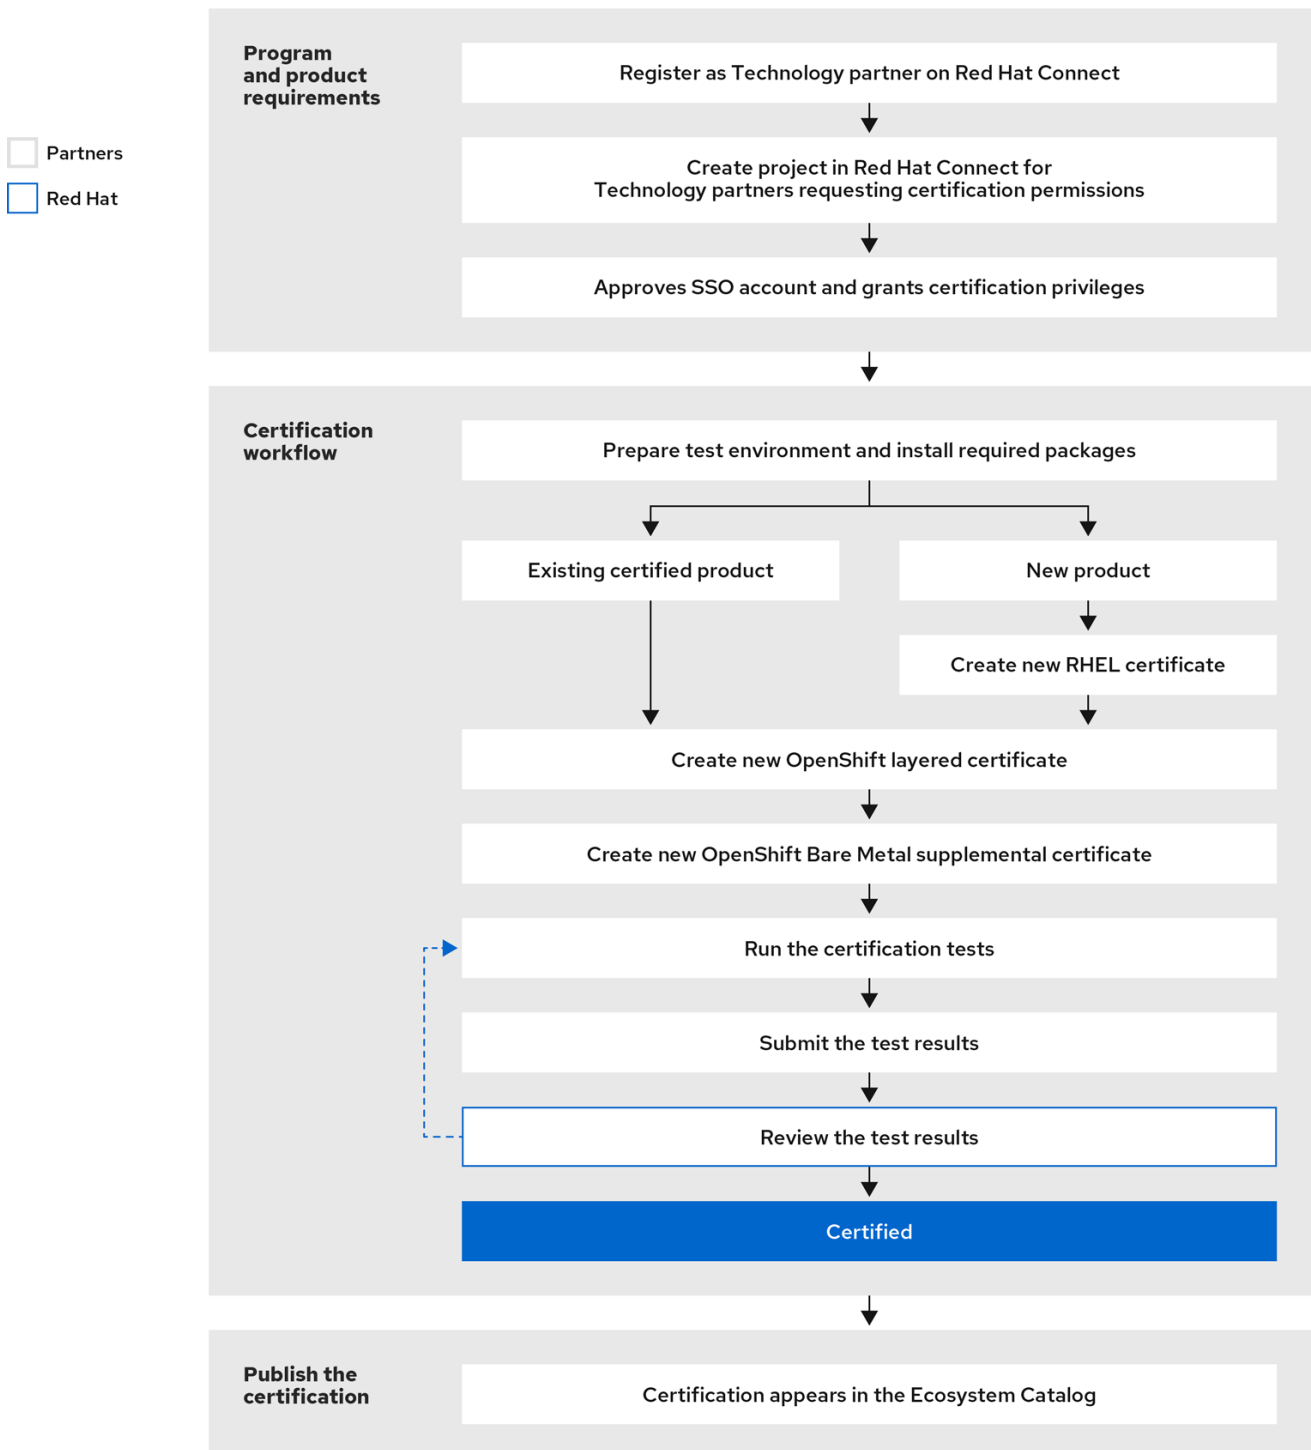 Program
and product
requirements
Register as Technology partner on Red Hat Connect
Partners
Red Hat
Create project in Red Hat Connect for
Technology partners requesting certification permissions
Approves SSO account and grants certification privileges
Certification
workflow
Prepare test environment and install required packages
Existing certified product
New product
Create new RHEL certificate
Create new OpenShift layered certificate
Create new OpenShift Bare Metal supplemental certificate
Run the certification tests
Submit the test results
Review the test results
Certified
Publish the
certification
Certification appears in the Ecosystem Catalog